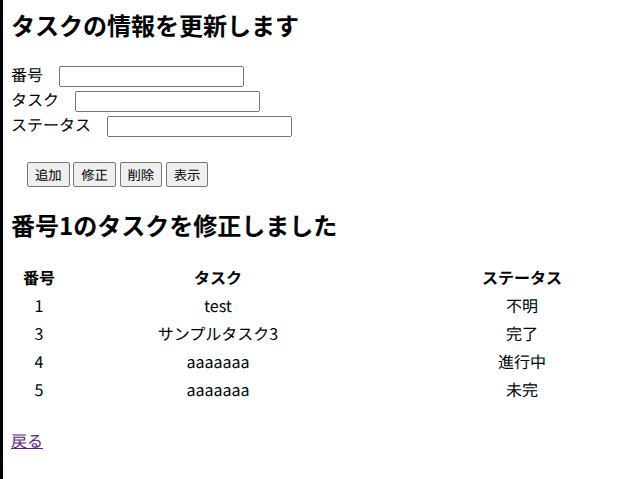 タスクの情報を更新します
番号
タスク
ステータス
追加 修正 削除 表示
番号1のタスクを修正しました
番号 タスク ステータス
1 test 不明
3 サンプルタスク3 完了
4 aaaaaaa 進行中
5 aaaaaaa 未完
戻る